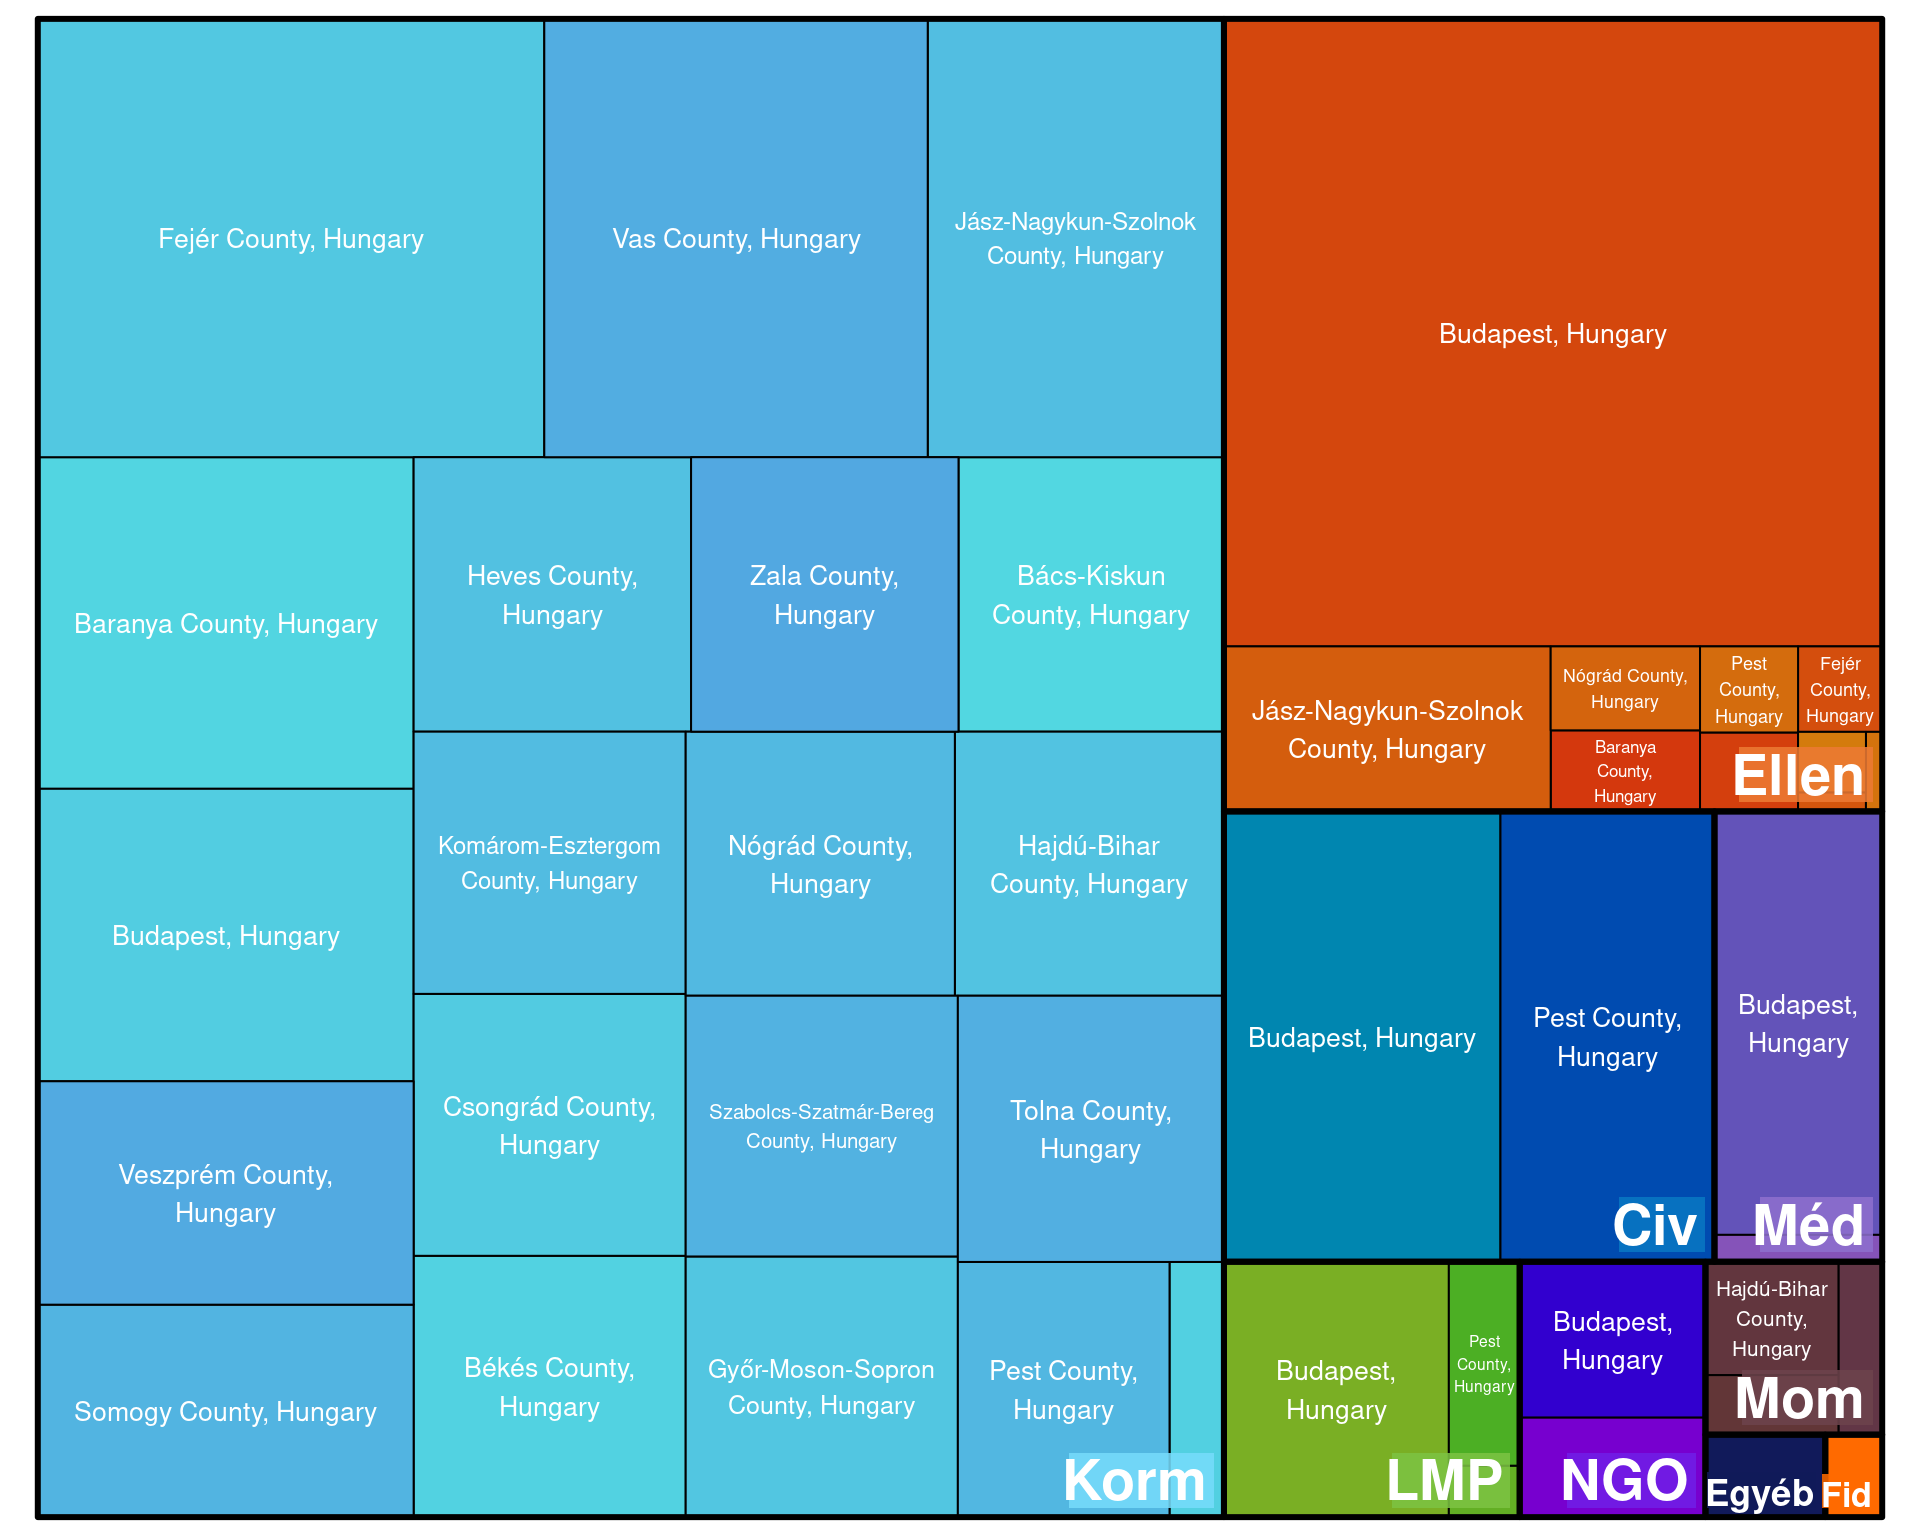 Fejér County, Hungary
Vas County, Hungary
Jász-Nagykun-Szolnok
County, Hungary
Baranya County, Hungary
Heves County,
Hungary
Zala County,
Hungary
Bács-Kiskun
County, Hungary
Budapest, Hungary
Komárom-Esztergom
County, Hungary
Nógrád County,
Hungary
Hajdú-Bihar
County, Hungary
Veszprém County,
Hungary
Csongrád County,
Hungary
Szabolcs-Szatmár-Bereg
County, Hungary
Tolna County,
Hungary
Somogy County, Hungary
Békés County,
Hungary
Győr-Moson-Sopron
County, Hungary
Pest County,
Hungary
Korm
Budapest, Hungary
Jász-Nagykun-Szolnok
County, Hungary
Nógrád County,
Hungary
Baranya
County,
Hungary
Pest
County,
Hungary
Fejér
County,
Hungary
Ellen
Budapest, Hungary
Pest County,
Hungary
Civ
Budapest,
Hungary
Méd
Budapest,
Hungary
Pest
County,
Hungary
LMP
Budapest,
Hungary
NGO
Hajdú-Bihar
County,
Hungary
Mom
Egyéb
Fid